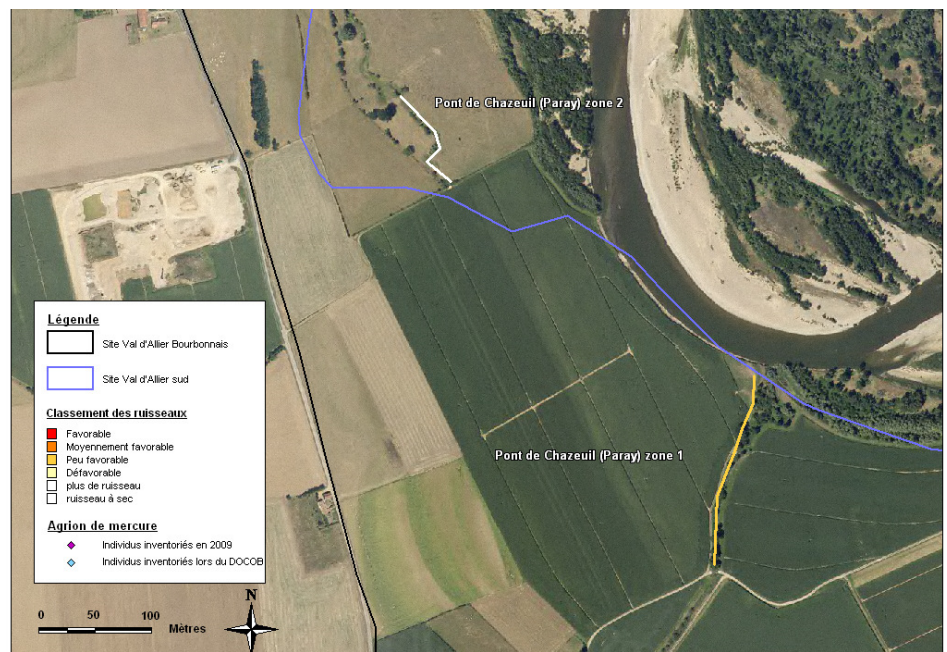 Pont de Chazeuil (Paray) zone 2
Pont de Chazeuil (Paray) zone 1
Légende
Site Val d'Allier Bourbonnais
Site Val d'Allier sud
Classement des ruisseaux
Favorable
Moyennement favorable
Peu favorable
Défavorable
plus de ruisseau
ruisseau à sec
Agrion de mercure
Individus inventoriés en 2009
Individus inventoriés lors du DOCOB
0 50 100
Mètres
N